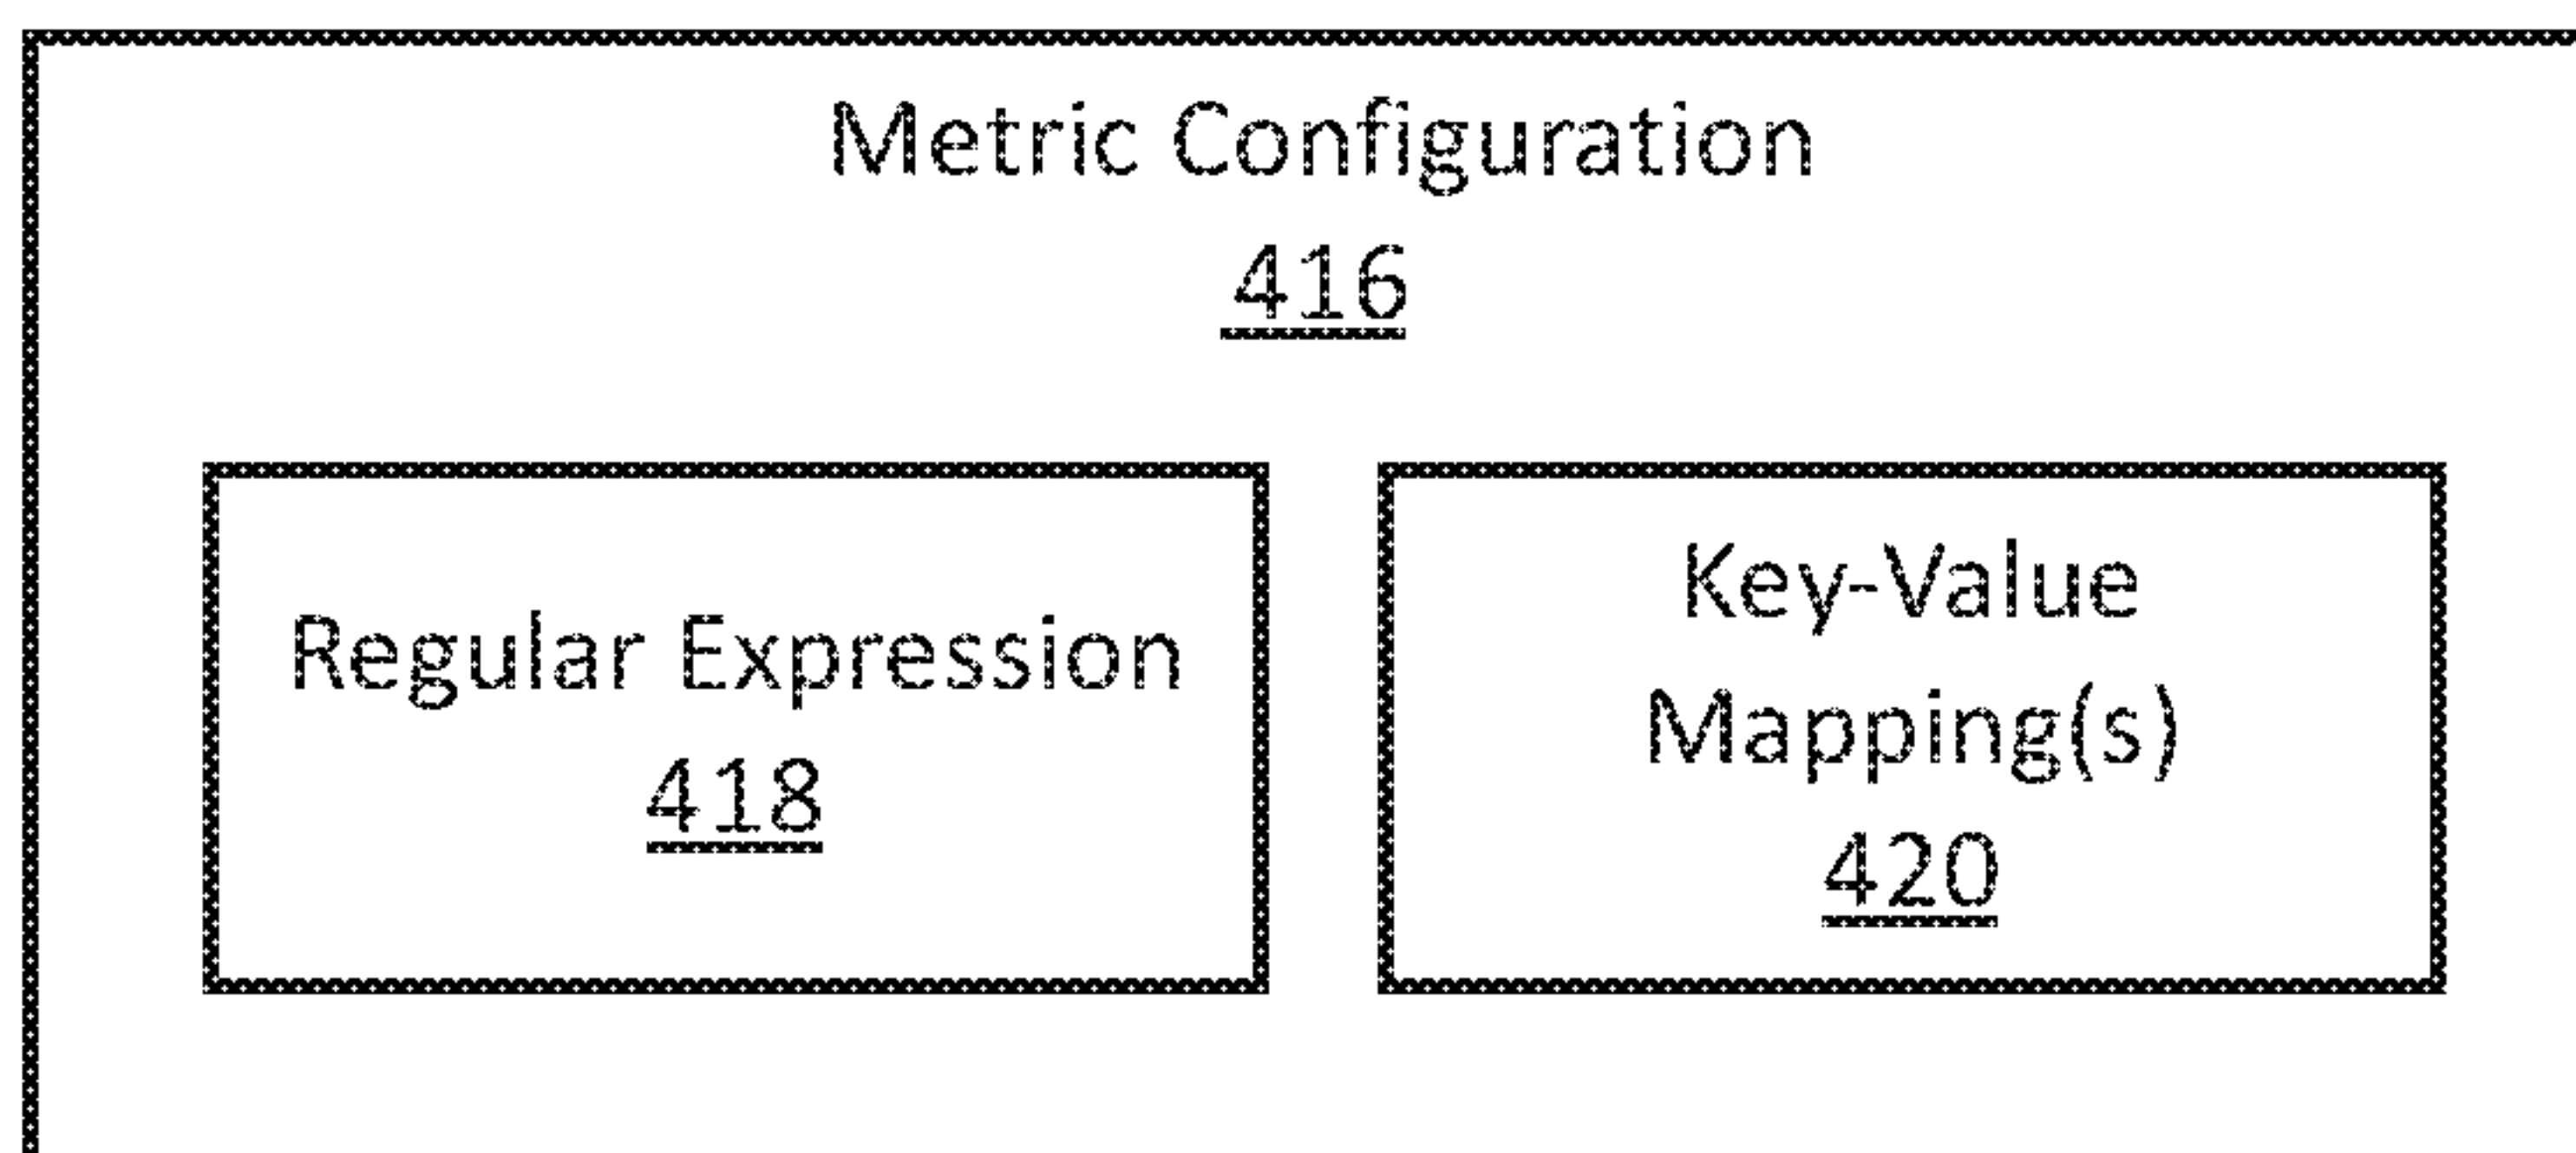 Metric Configuration
416
Regular Expression
418
Key-Value
Mapping(s)
420